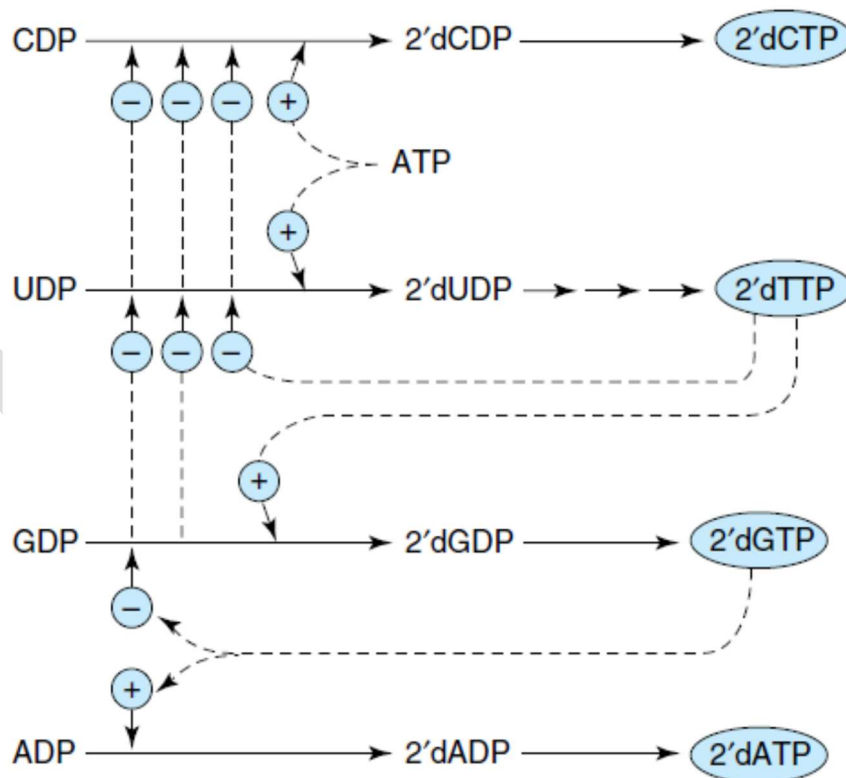 CDP 2′dCDP 2′dCTP
− − − +
ATP
+
UDP 2′dUDP 2′dTTP
− − −
+
GDP 2′dGDP 2′dGTP
−
+
ADP 2′dADP 2′dATP